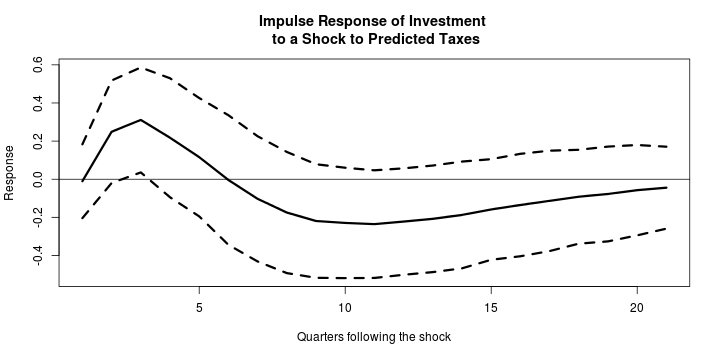 Impulse Response of Investment
to a Shock to Predicted Taxes
Response
0.6
0.4
0.2
0.0
-0.2
-0.4
5 10 15 20
Quarters following the shock